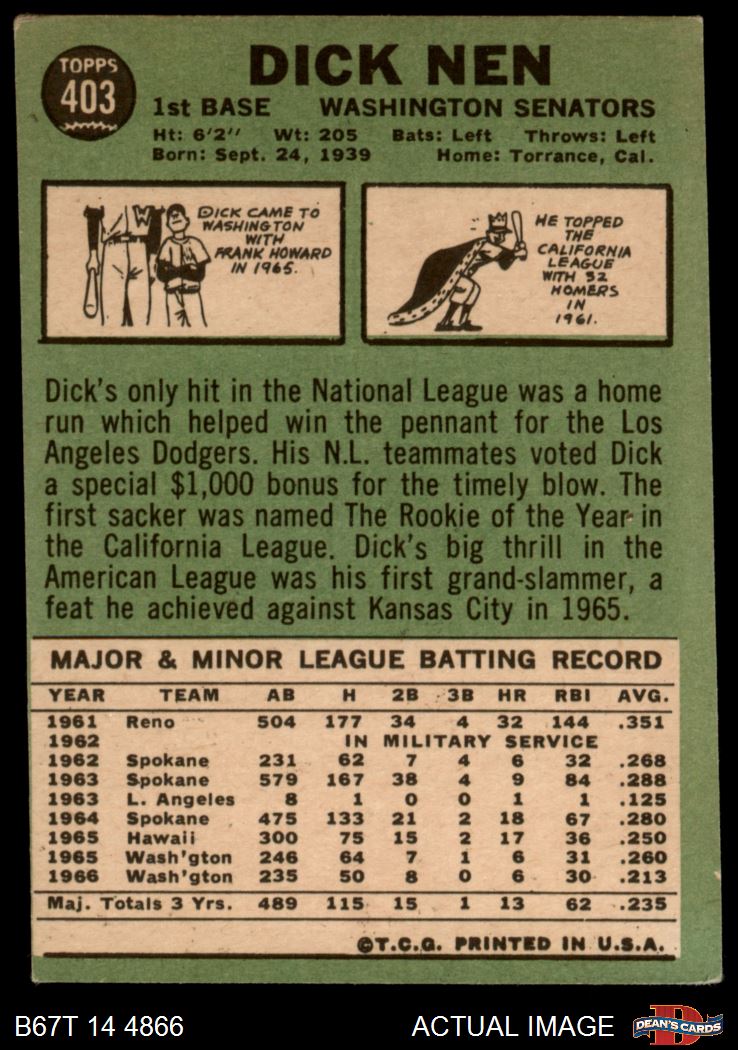 TOPPS
403
DICK NEN
1st BASE WASHINGTON SENATORS
Ht: 6'2" Wt: 205 Bats: Left Throws: Left
Born: Sept. 24, 1939 Home: Torrance, Cal.
W
DICK CAME TO
WASHINGTON
WITH
FRANK HOWARD
IN 1965.
HE TOPPED
THE
CALIFORNIA
LEAGUE
WITH 32
HOMERS
IN
1961.
Dick's only hit in the National League was a home
run which helped win the pennant for the Los
Angeles Dodgers. His N.L. teammates voted Dick
a special $1,000 bonus for the timely blow. The
first sacker was named The Rookie of the Year in
the California League. Dick's big thrill in the
American League was his first grand-slammer, a
feat he achieved against Kansas City in 1965.
MAJOR & MINOR LEAGUE BATTING RECORD
YEAR TEAM AB H 2B 3B HR RBI AVG.
1961 Reno 504 177 34 4 32 144 .351
1962 IN MILITARY SERVICE
1962 Spokane 231 62 7 4 6 32 .268
1963 Spokane 579 167 38 4 9 84 .288
1963 L. Angeles 8 1 0 0 1 1 .125
1964 Spokane 475 133 21 2 18 67 .280
1965 Hawaii 300 75 15 2 17 36 .250
1965 Wash'gton 246 64 7 1 6 31 .260
1966 Wash'gton 235 50 8 0 6 30 .213
Maj. Totals 3 Yrs. 489 115 15 1 13 62 .235
©T.C.G. PRINTED IN U.S.A.
B67T 14 4866 ACTUAL IMAGE
D
DEAN'S CARDS